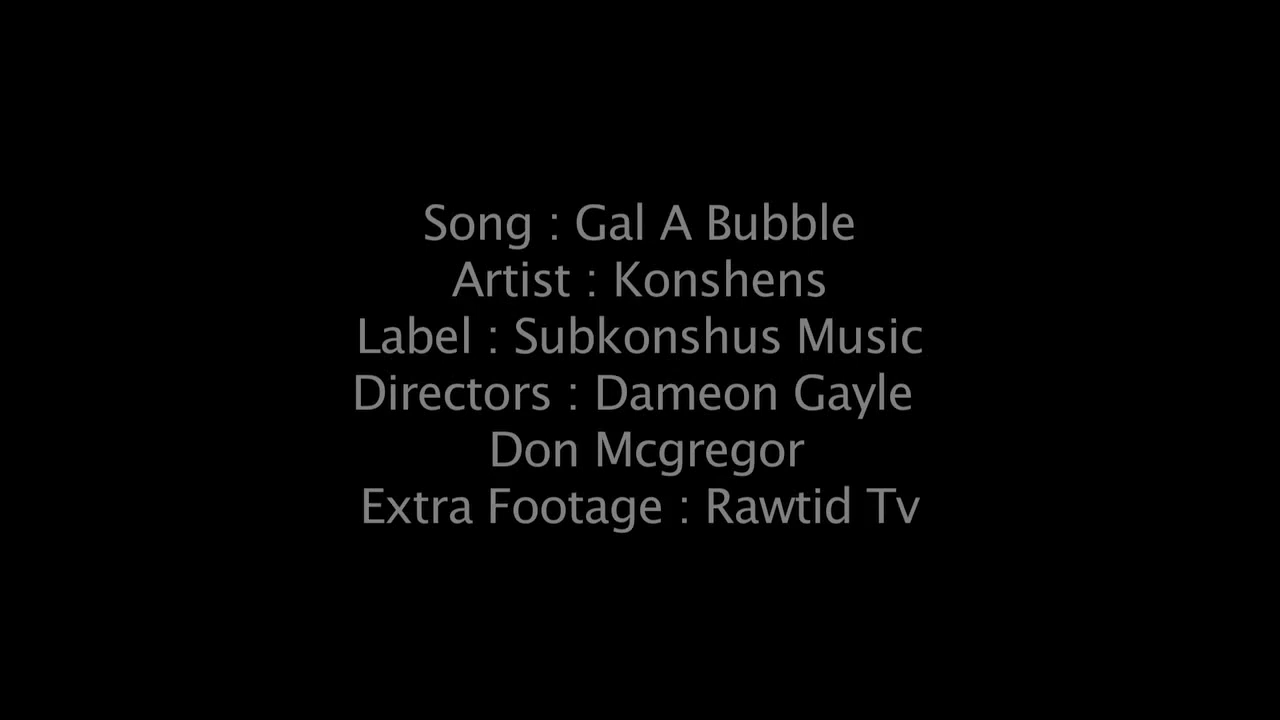 Song : Gal A Bubble
Artist : Konshens
Label : Subkonshus Music
Directors : Dameon Gayle
Don Mcgregor
Extra Footage : Rawtid Tv